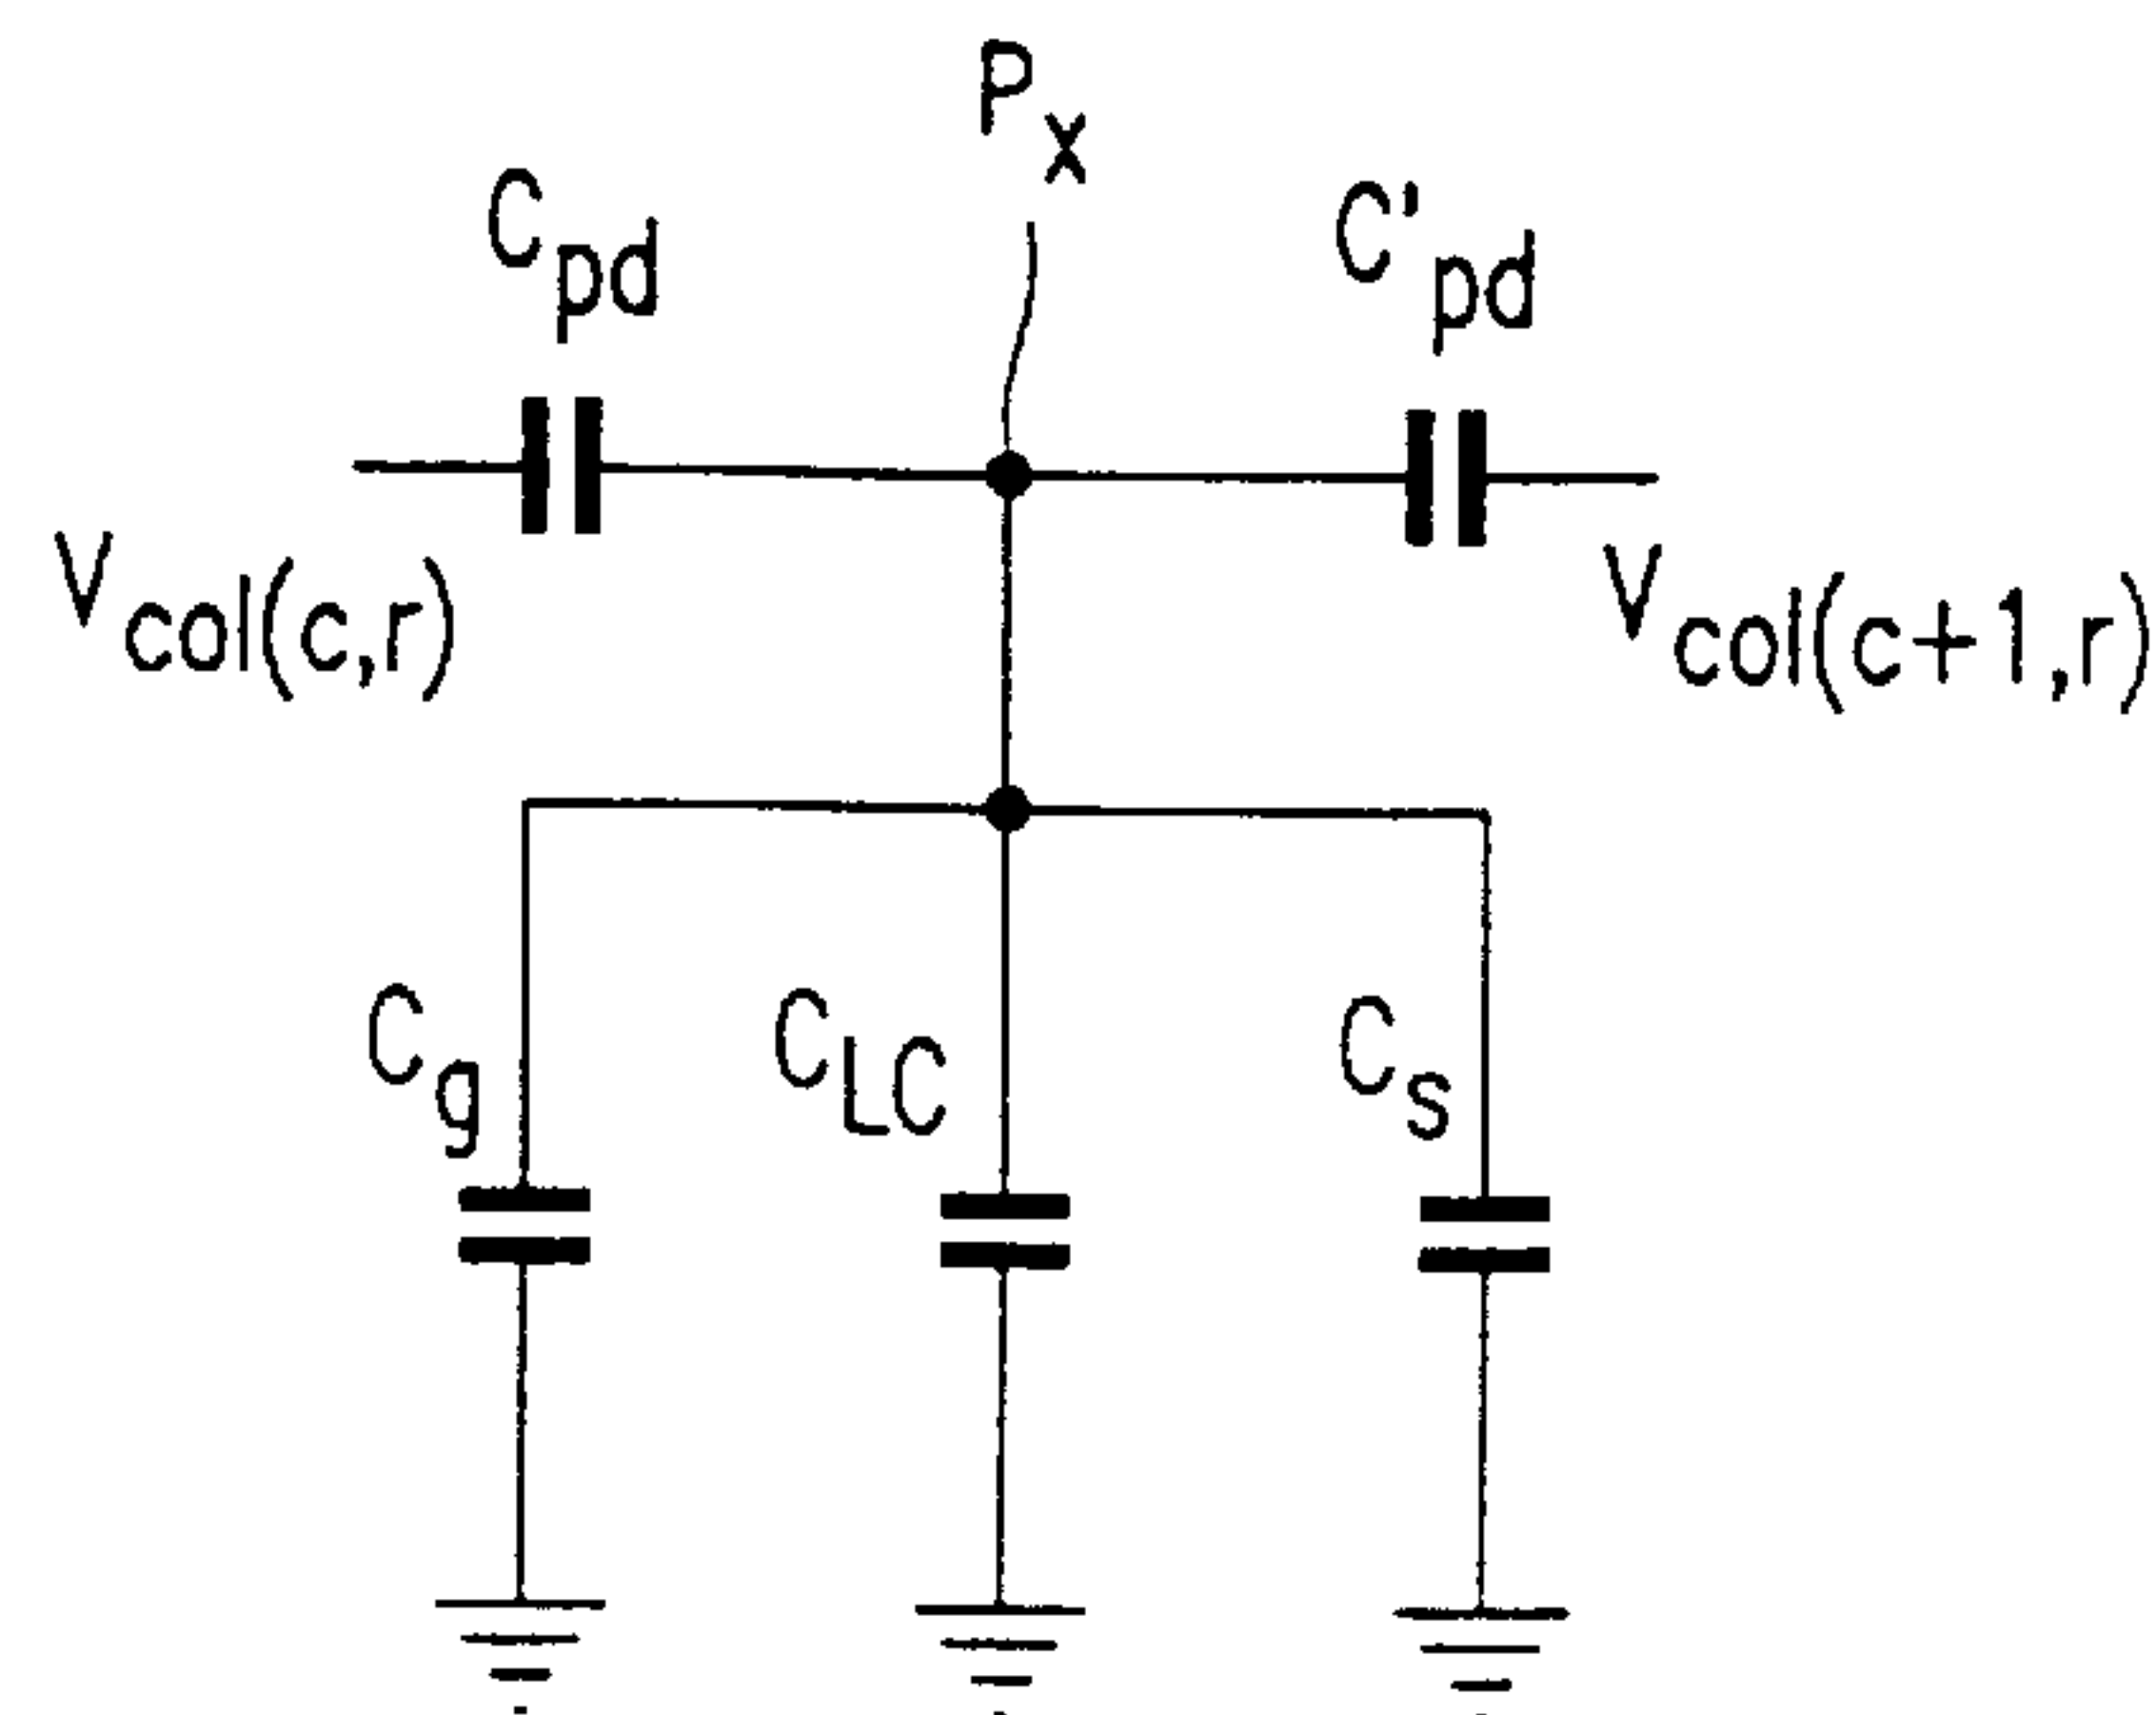 Px
Cpd
C'pd
Vcol(c,r)
Vcol(c+1,r)
Cg
CLC
Cs